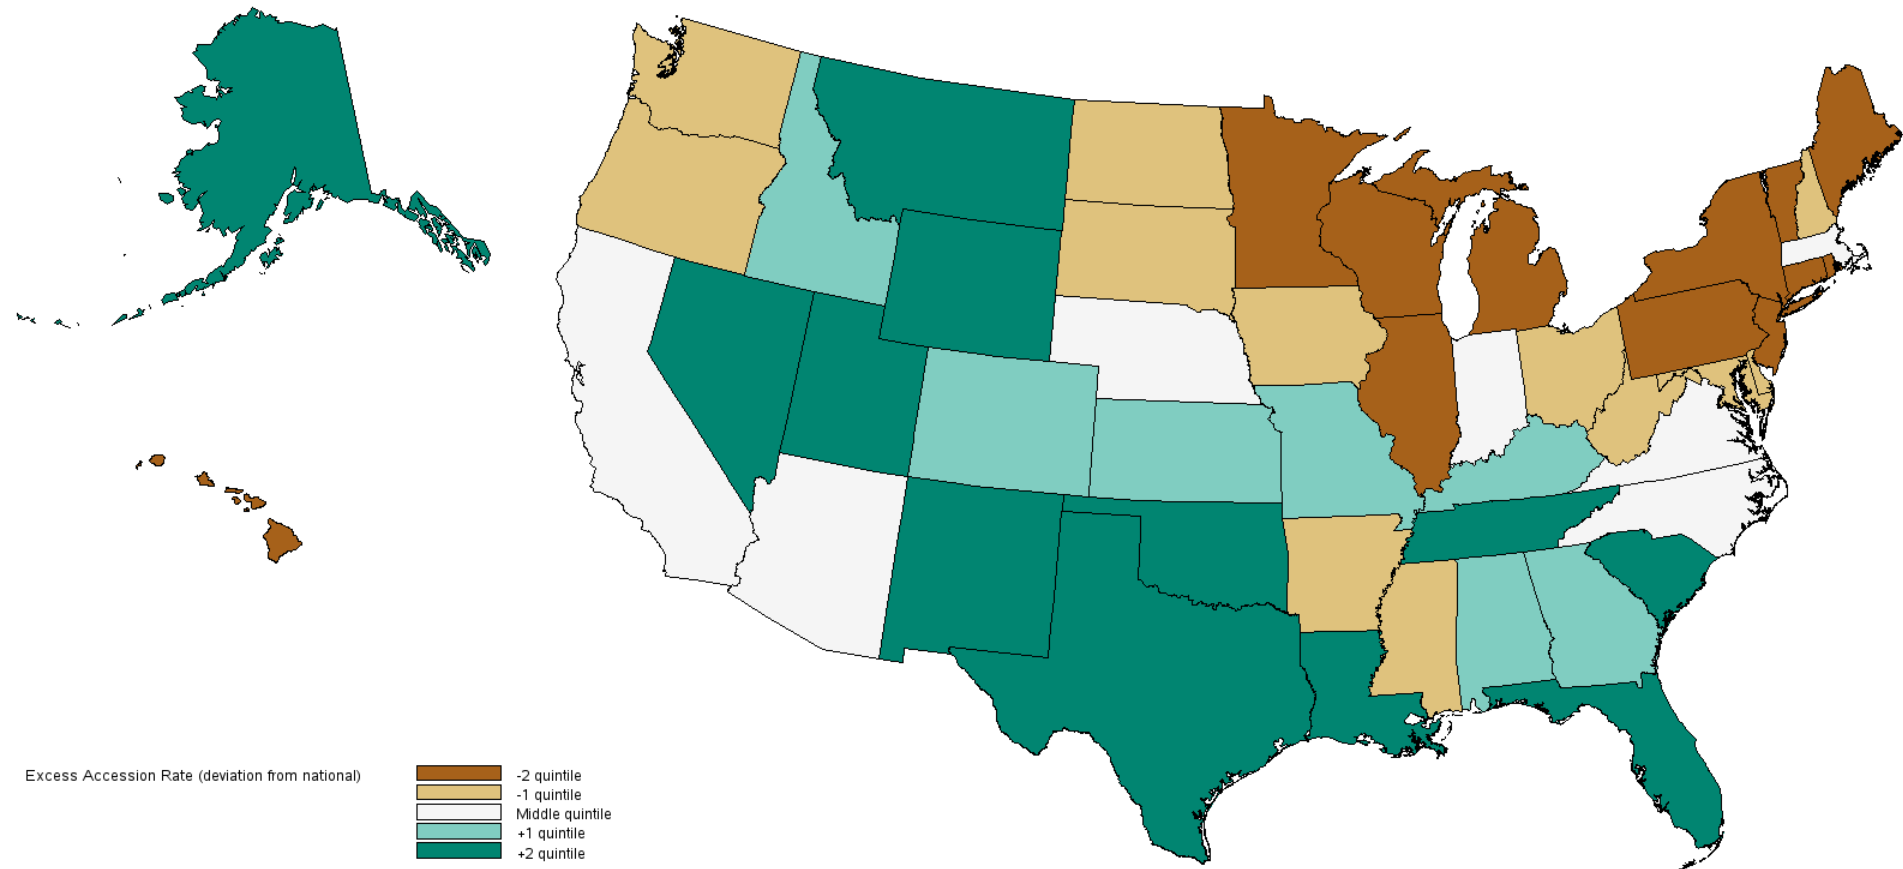 Excess Accession Rate (deviation from national)
-2 quintile
-1 quintile
Middle quintile
+1 quintile
+2 quintile